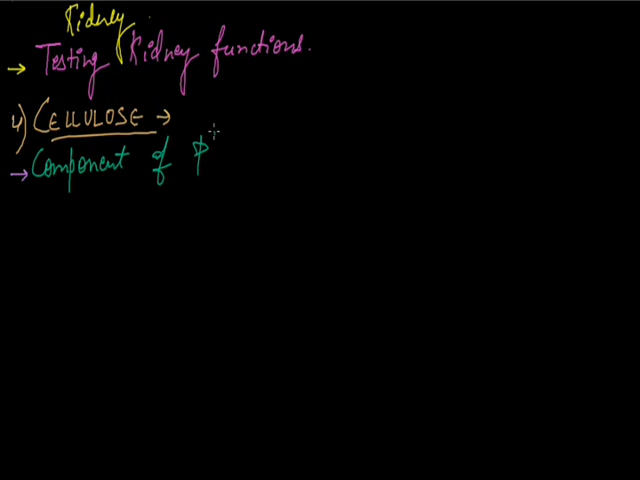 Kidney
→ Testing Kidney functions.
4) CELLULOSE →
→ Component of p